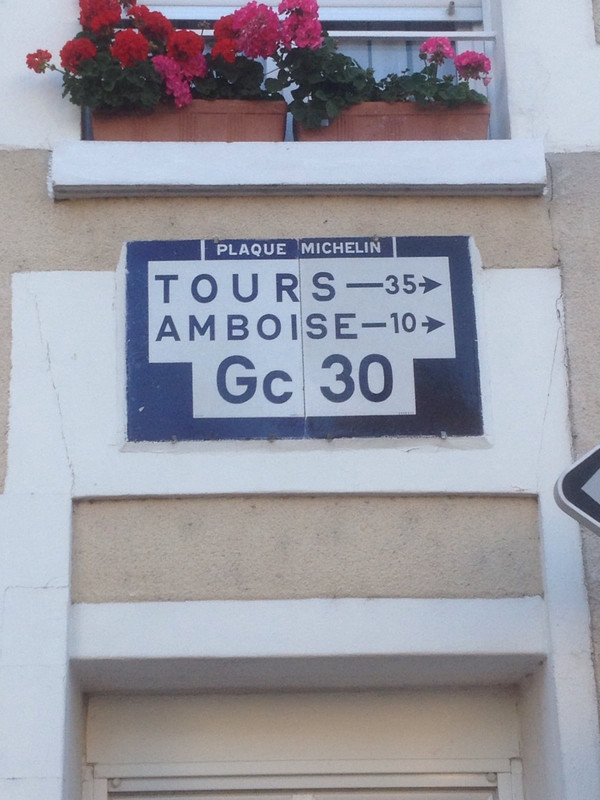 PLAQUE MICHELIN
TOURS 35
AMBOISE 10
Gc 30